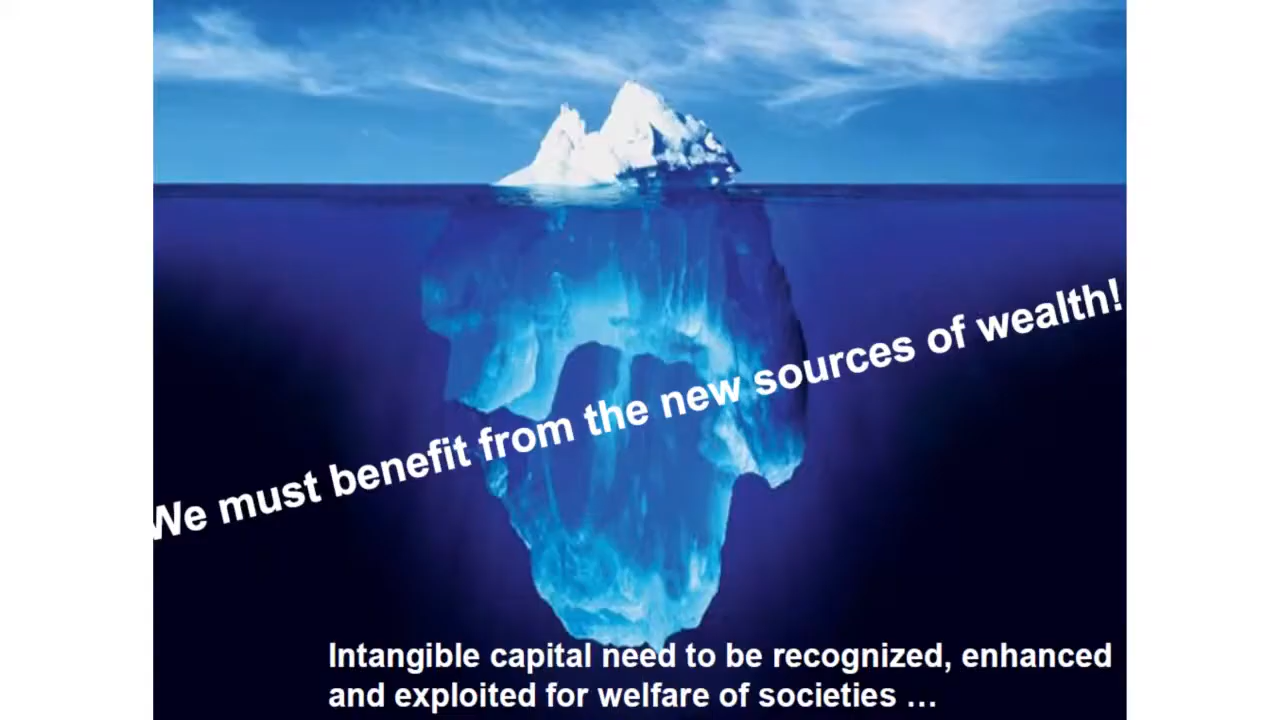 We must benefit from the new sources of wealth!
Intangible capital need to be recognized, enhanced
and exploited for welfare of societies …